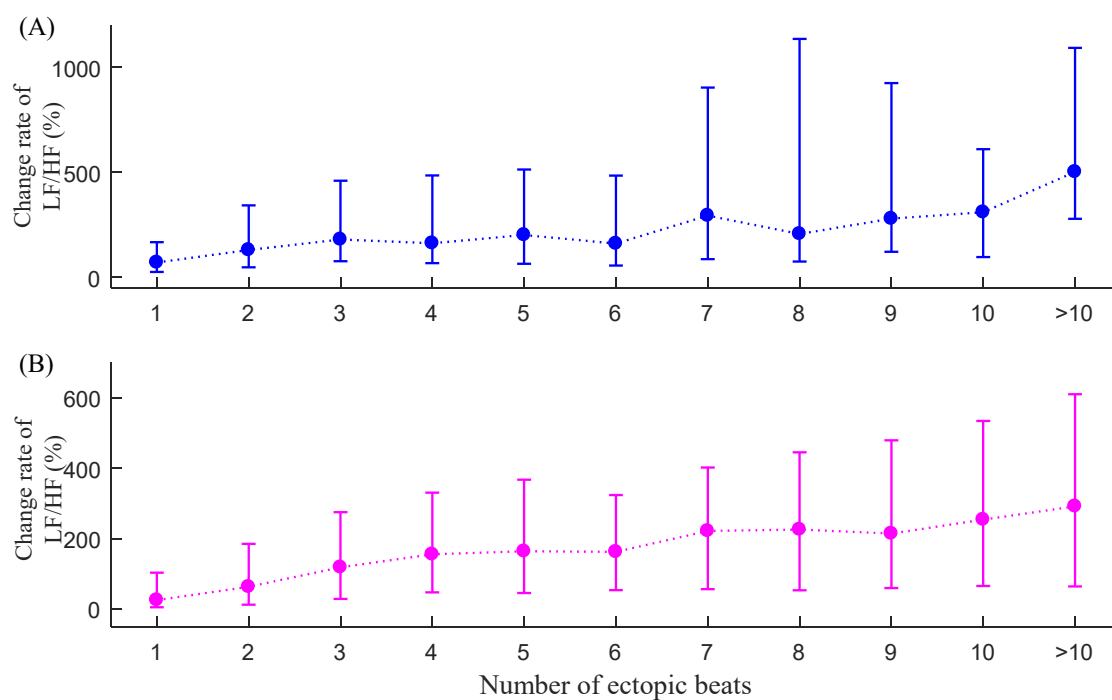 (A)
Change rate of
LF/HF (%)
1000
500
0
1 2 3 4 5 6 7 8 9 10 >10
(B)
Change rate of
LF/HF (%)
600
400
200
0
1 2 3 4 5 6 7 8 9 10 >10
Number of ectopic beats